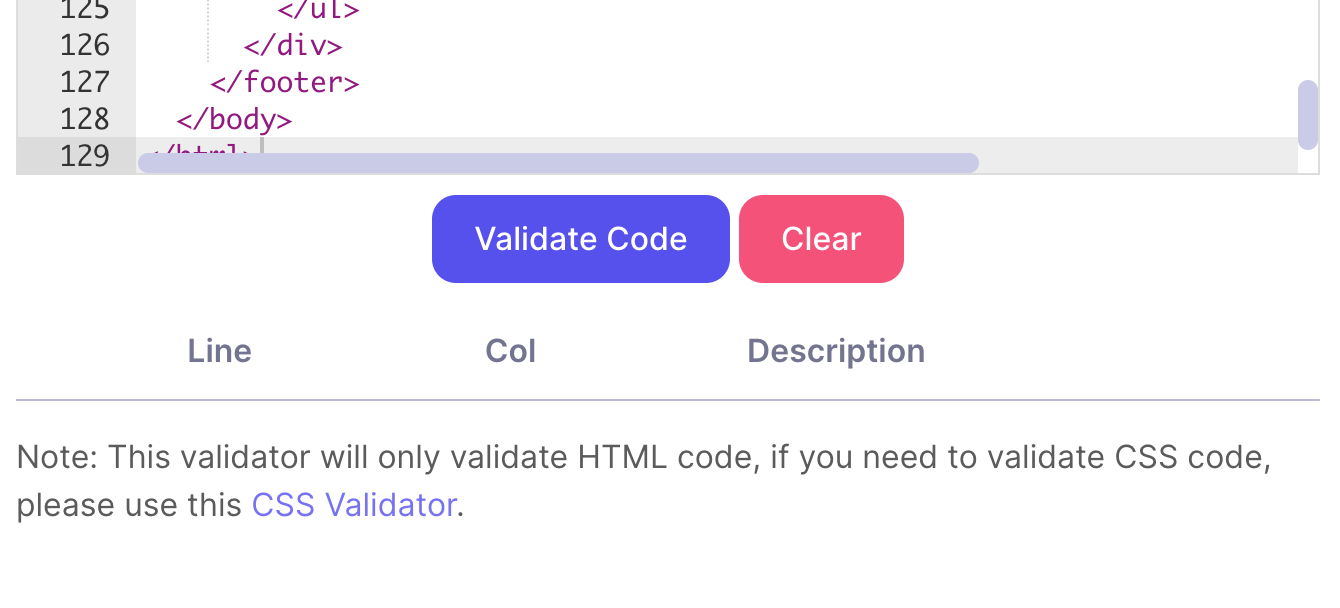 125 </ul>
126 </div>
127 </footer>
128 </body>
129 </html>
Validate Code Clear
Line Col Description
Note: This validator will only validate HTML code, if you need to validate CSS code,
please use this CSS Validator.